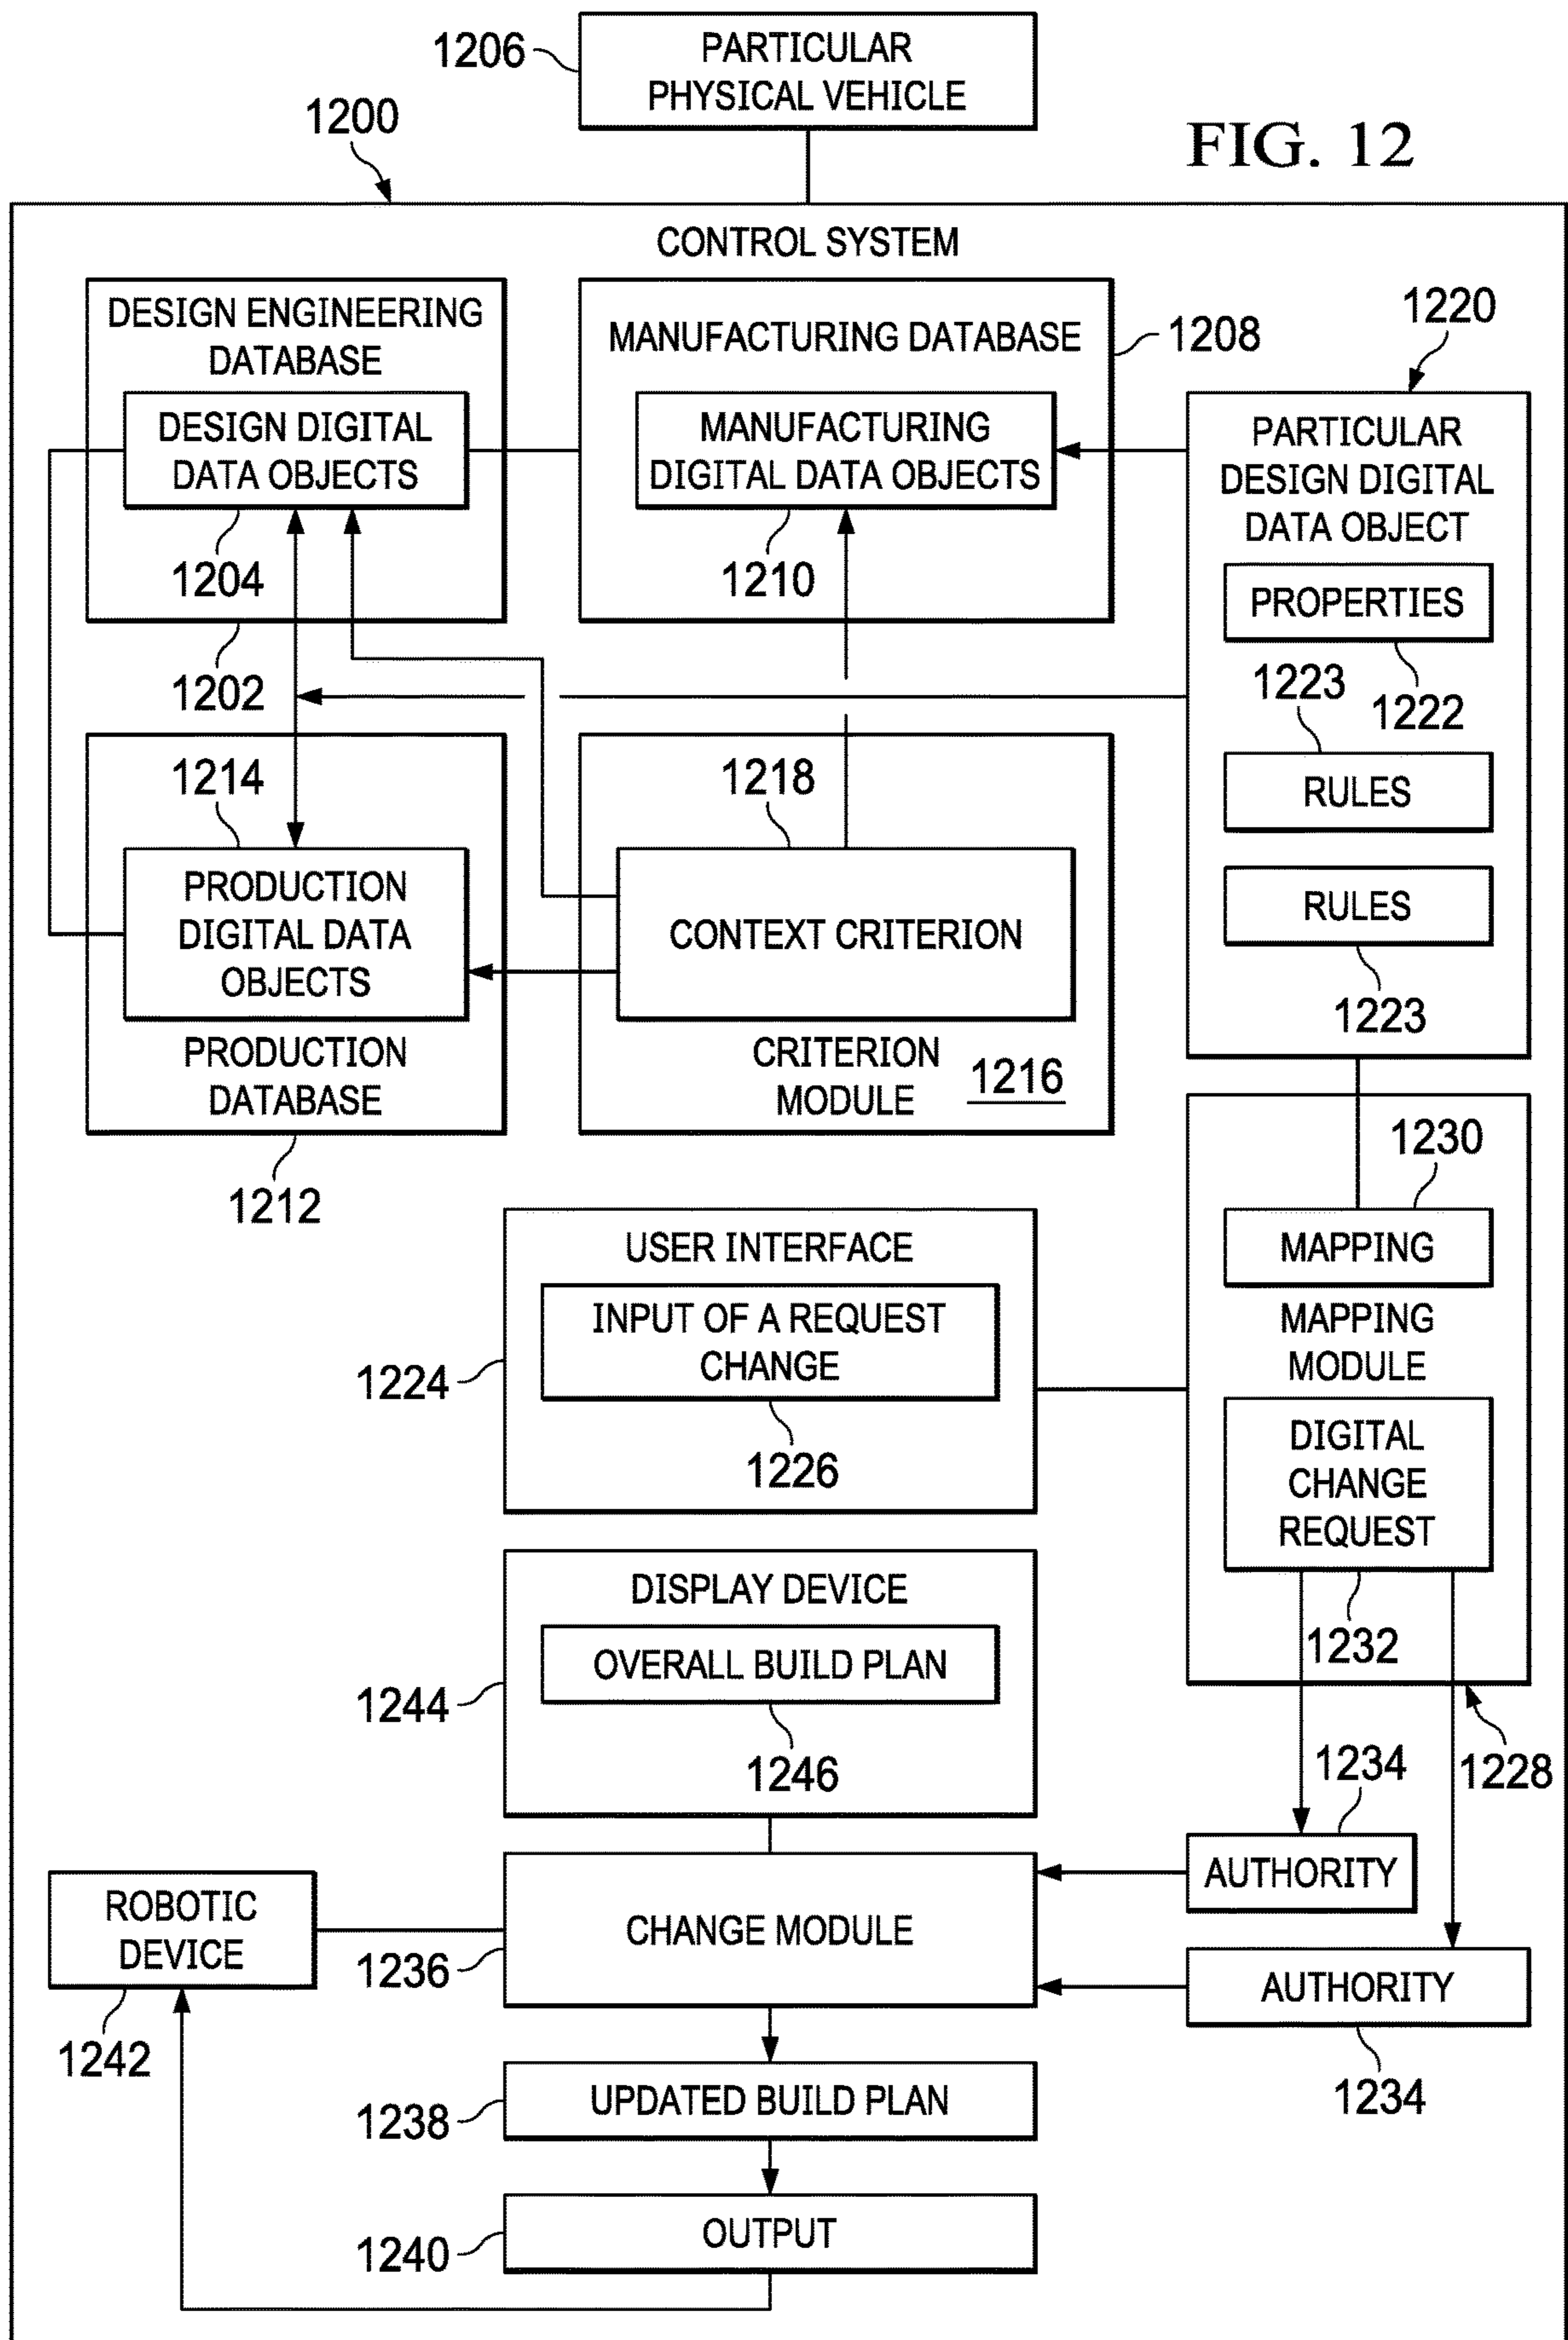 1206
PARTICULAR
PHYSICAL VEHICLE
1200
FIG. 12
CONTROL SYSTEM
DESIGN ENGINEERING
DATABASE
DESIGN DIGITAL
DATA OBJECTS
1204
1202
MANUFACTURING DATABASE
1208
MANUFACTURING
DIGITAL DATA OBJECTS
1210
1220
PARTICULAR
DESIGN DIGITAL
DATA OBJECT
PROPERTIES
1223
1222
RULES
RULES
1223
1214
PRODUCTION
DIGITAL DATA
OBJECTS
PRODUCTION
DATABASE
1212
1218
CONTEXT CRITERION
CRITERION
MODULE
1216
1230
MAPPING
MAPPING
MODULE
DIGITAL
CHANGE
REQUEST
1232
1228
USER INTERFACE
INPUT OF A REQUEST
CHANGE
1224
1226
DISPLAY DEVICE
OVERALL BUILD PLAN
1244
1246
1234
AUTHORITY
AUTHORITY
1234
ROBOTIC
DEVICE
1242
CHANGE MODULE
1236
UPDATED BUILD PLAN
1238
OUTPUT
1240